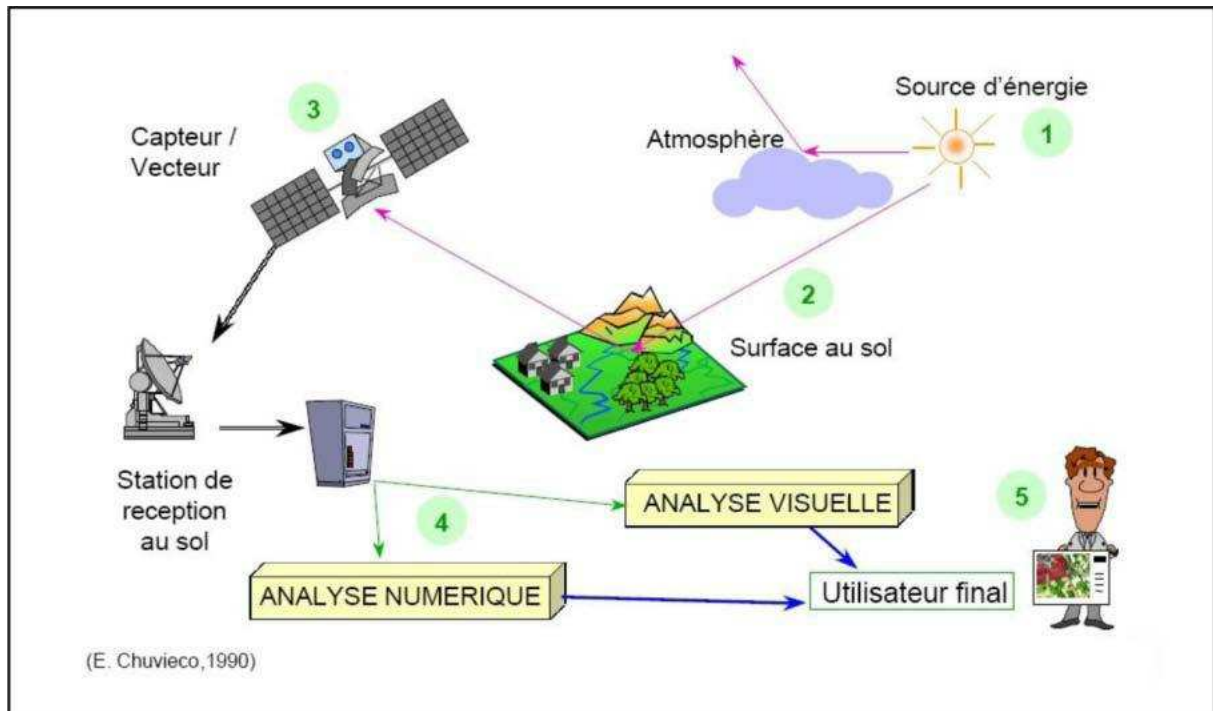 Source d'énergie
1
Atmosphère
3
Capteur /
Vecteur
2
Surface au sol
Station de
reception
au sol
4
ANALYSE VISUELLE
5
ANALYSE NUMERIQUE
Utilisateur final
(E. Chuvieco,1990)